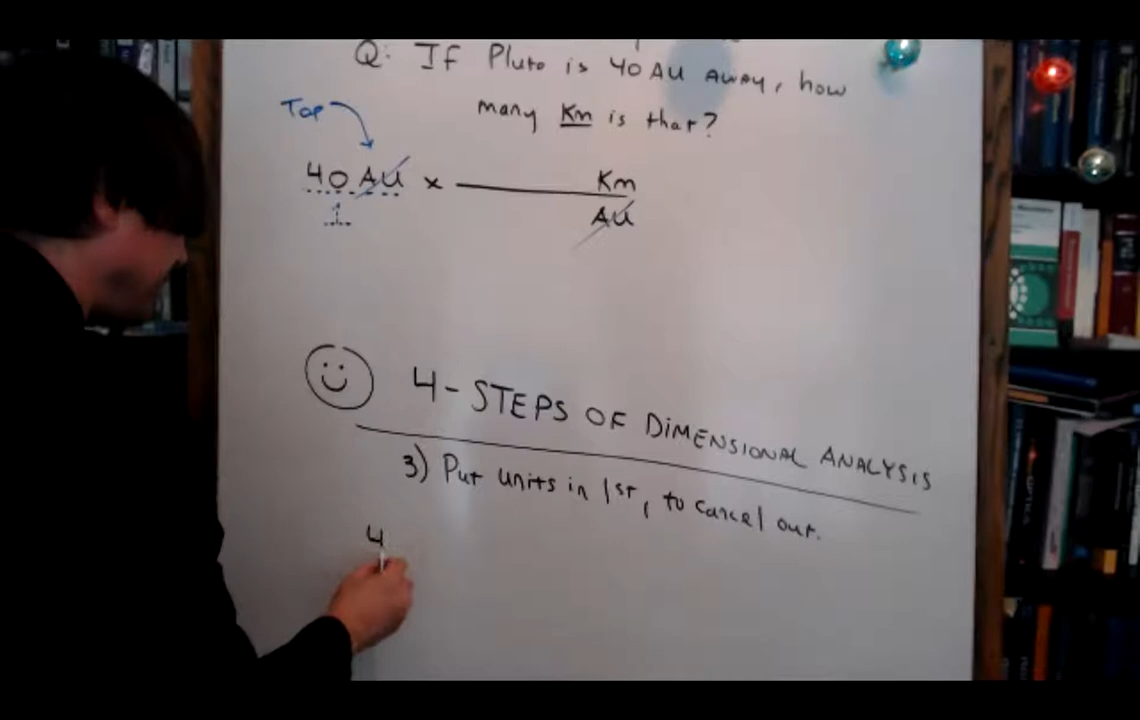 Q: If Pluto is 40 AU AWAY, how
many Km is that?
Top
40 AU x Km
1 AU
4-STEPS OF DIMENSIONAL ANALYSIS
3) Put units in 1st, to cancel out.
4